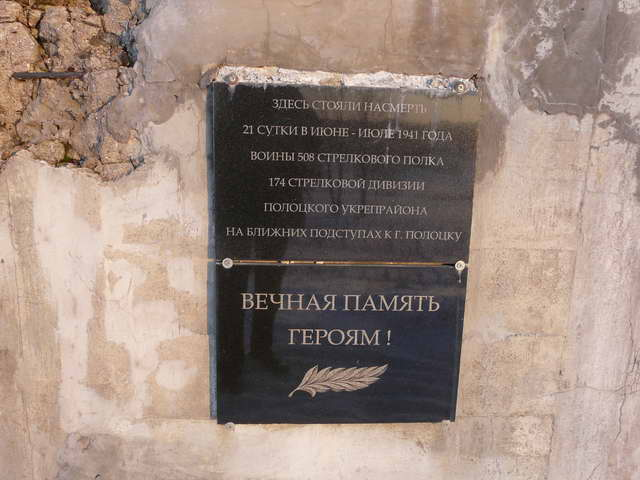 ЗДЕСЬ СТОЯЛИ НАСМЕРТЬ
21 СУТКИ В ИЮНЕ - ИЮЛЕ 1941 ГОДА
ВОИНЫ 508 СТРЕЛКОВОГО ПОЛКА
174 СТРЕЛКОВОЙ ДИВИЗИИ
ПОЛОЦКОГО УКРЕПРАЙОНА
НА БЛИЖНИХ ПОДСТУПАХ К Г. ПОЛОЦКУ
ВЕЧНАЯ ПАМЯТЬ
ГЕРОЯМ !